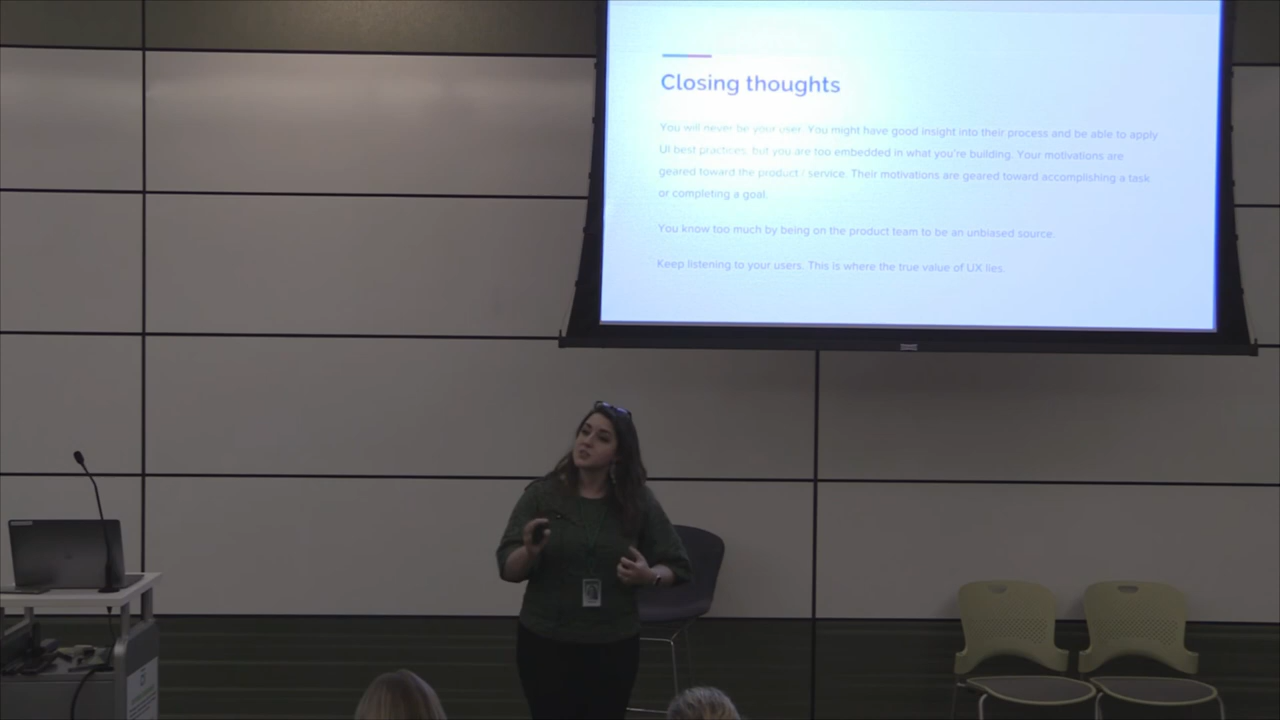 Closing thoughts
You will never be your user. You might have good insight into their process and be able to apply
UI best practices, but you are too embedded in what you're building. Your motivations are
geared toward the product / service. Their motivations are geared toward accomplishing a task
or completing a goal.
You know too much by being on the product team to be an unbiased source.
Keep listening to your users. This is where the true value of UX lies.